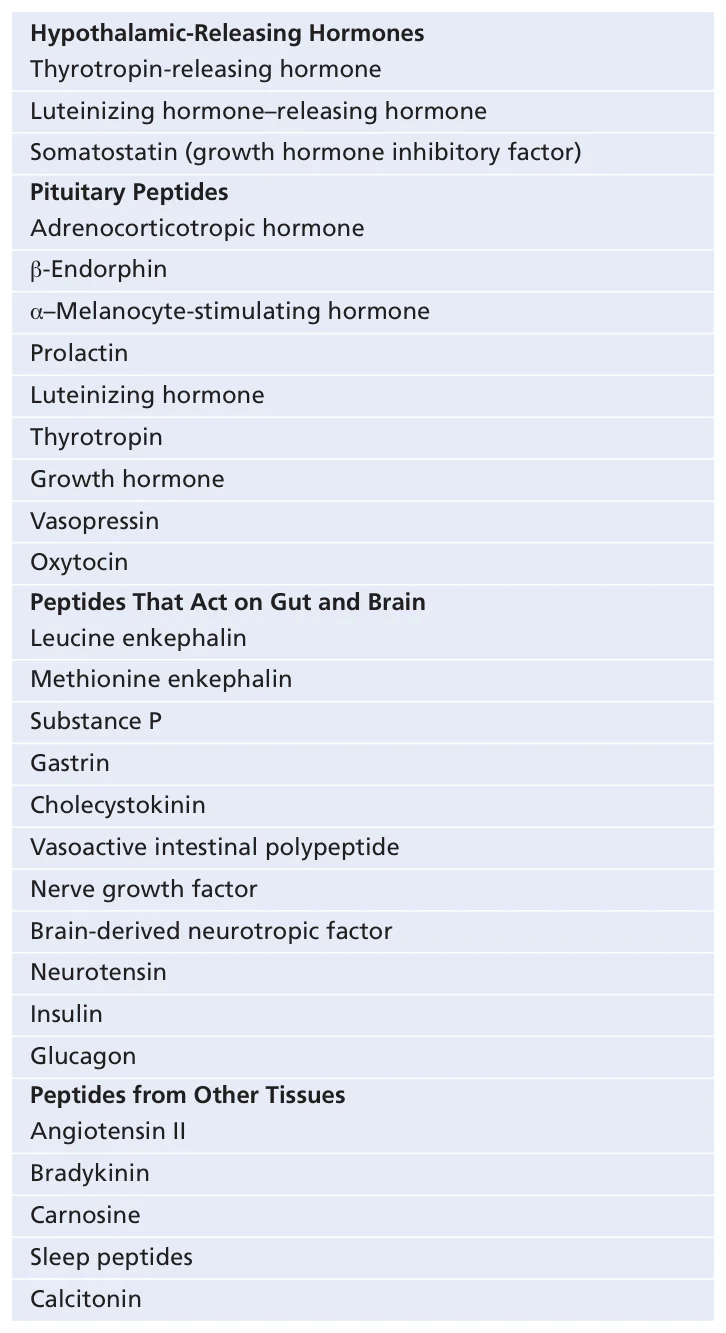 Hypothalamic-Releasing Hormones
Thyrotropin-releasing hormone
Luteinizing hormone–releasing hormone
Somatostatin (growth hormone inhibitory factor)
Pituitary Peptides
Adrenocorticotropic hormone
β-Endorphin
α–Melanocyte-stimulating hormone
Prolactin
Luteinizing hormone
Thyrotropin
Growth hormone
Vasopressin
Oxytocin
Peptides That Act on Gut and Brain
Leucine enkephalin
Methionine enkephalin
Substance P
Gastrin
Cholecystokinin
Vasoactive intestinal polypeptide
Nerve growth factor
Brain-derived neurotropic factor
Neurotensin
Insulin
Glucagon
Peptides from Other Tissues
Angiotensin II
Bradykinin
Carnosine
Sleep peptides
Calcitonin